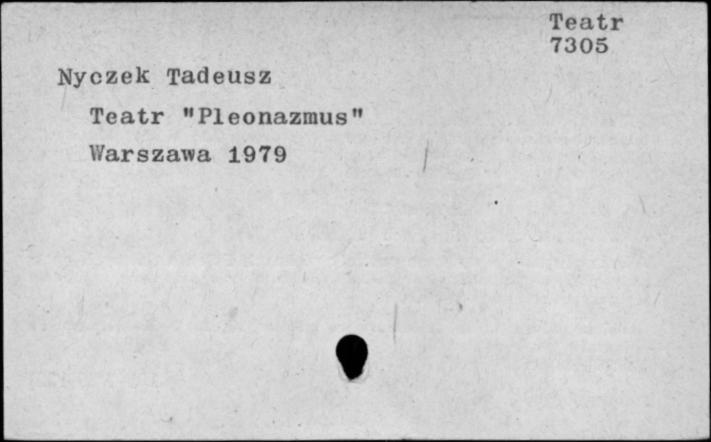 Teatr
7305
Nyczek Tadeusz
Teatr "Pleonazmus"
Warszawa 1979